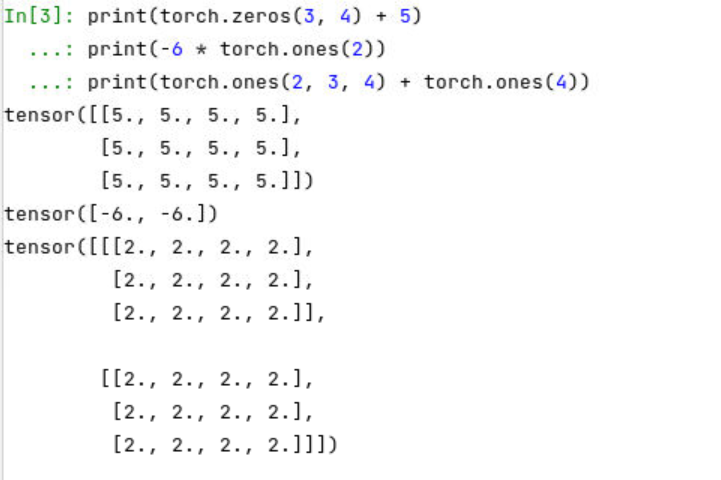 In[3]: print(torch.zeros(3, 4) + 5)
  ...: print(-6 * torch.ones(2))
  ...: print(torch.ones(2, 3, 4) + torch.ones(4))
tensor([[5., 5., 5., 5.],
        [5., 5., 5., 5.],
        [5., 5., 5., 5.]])
tensor([-6., -6.])
tensor([[[2., 2., 2., 2.],
         [2., 2., 2., 2.],
         [2., 2., 2., 2.]],

        [[2., 2., 2., 2.],
         [2., 2., 2., 2.],
         [2., 2., 2., 2.]]])